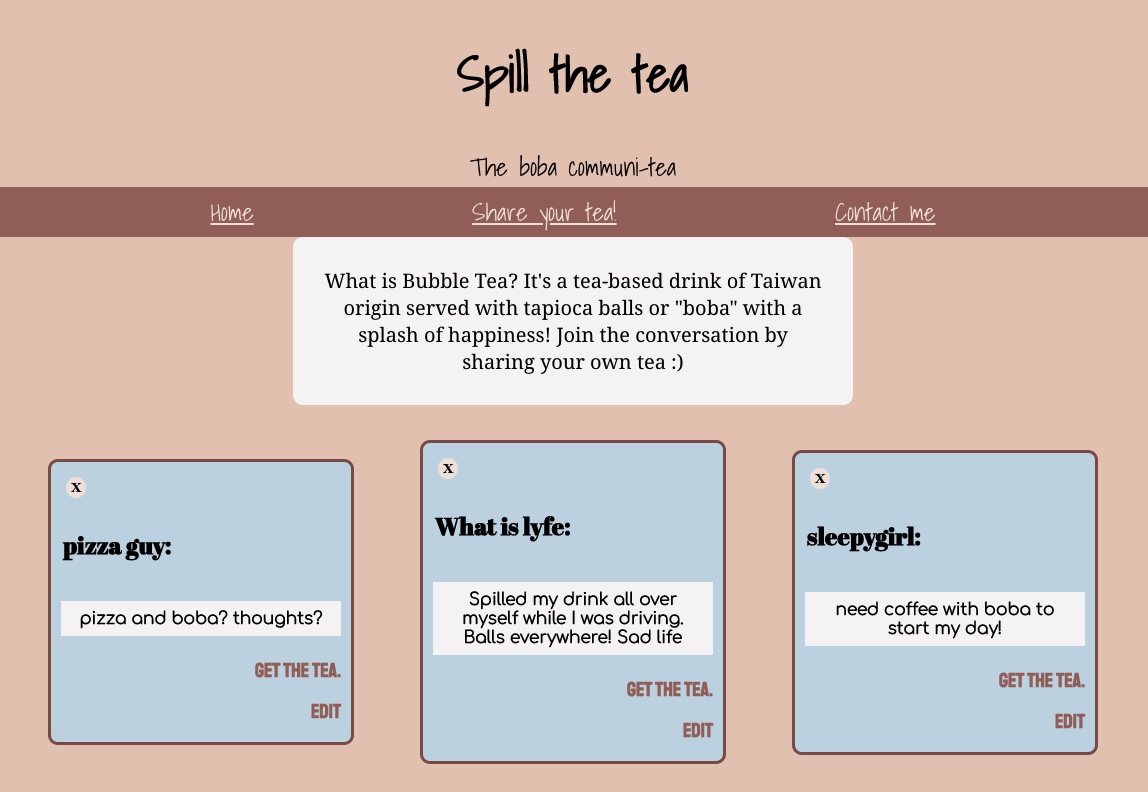 Spill the tea
The boba communi-tea
Home
Share your tea!
Contact me
What is Bubble Tea? It's a tea-based drink of Taiwan
origin served with tapioca balls or "boba" with a
splash of happiness! Join the conversation by
sharing your own tea :)
X
pizza guy:
pizza and boba? thoughts?
GET THE TEA.
EDIT
X
What is lyfe:
Spilled my drink all over
myself while I was driving.
Balls everywhere! Sad life
GET THE TEA.
EDIT
X
sleepygirl:
need coffee with boba to
start my day!
GET THE TEA.
EDIT